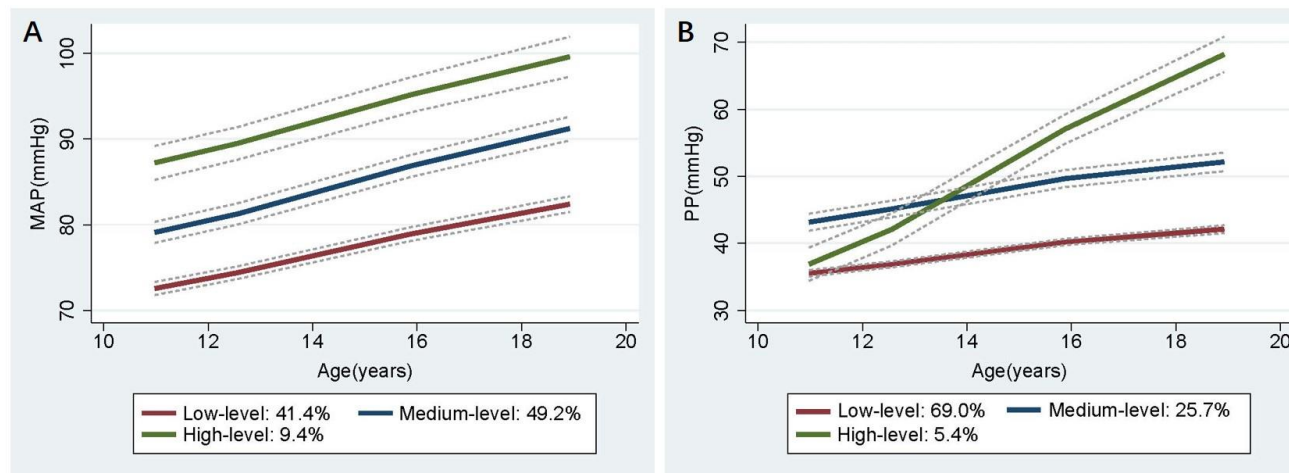 A
MAP(mmHg)
100
90
80
70
10 12 14 16 18 20
Age(years)
Low-level: 41.4% Medium-level: 49.2%
High-level: 9.4%
B
PP(mmHg)
70
60
50
40
30
10 12 14 16 18 20
Age(years)
Low-level: 69.0% Medium-level: 25.7%
High-level: 5.4%